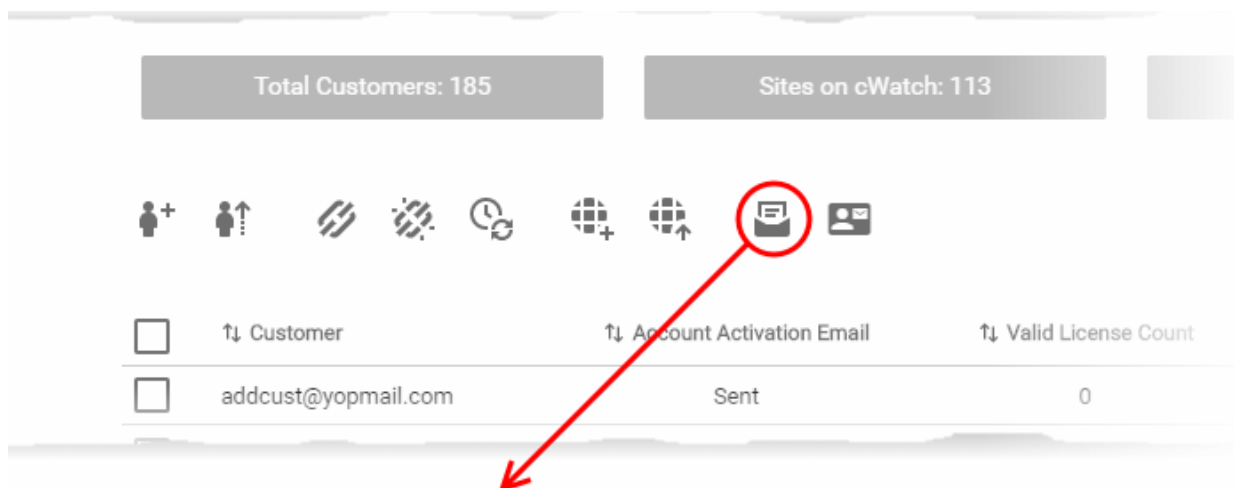 Total Customers: 185 Sites on cWatch: 113
Customer Account Activation Email Valid License Count
addcust@yopmail.com Sent 0